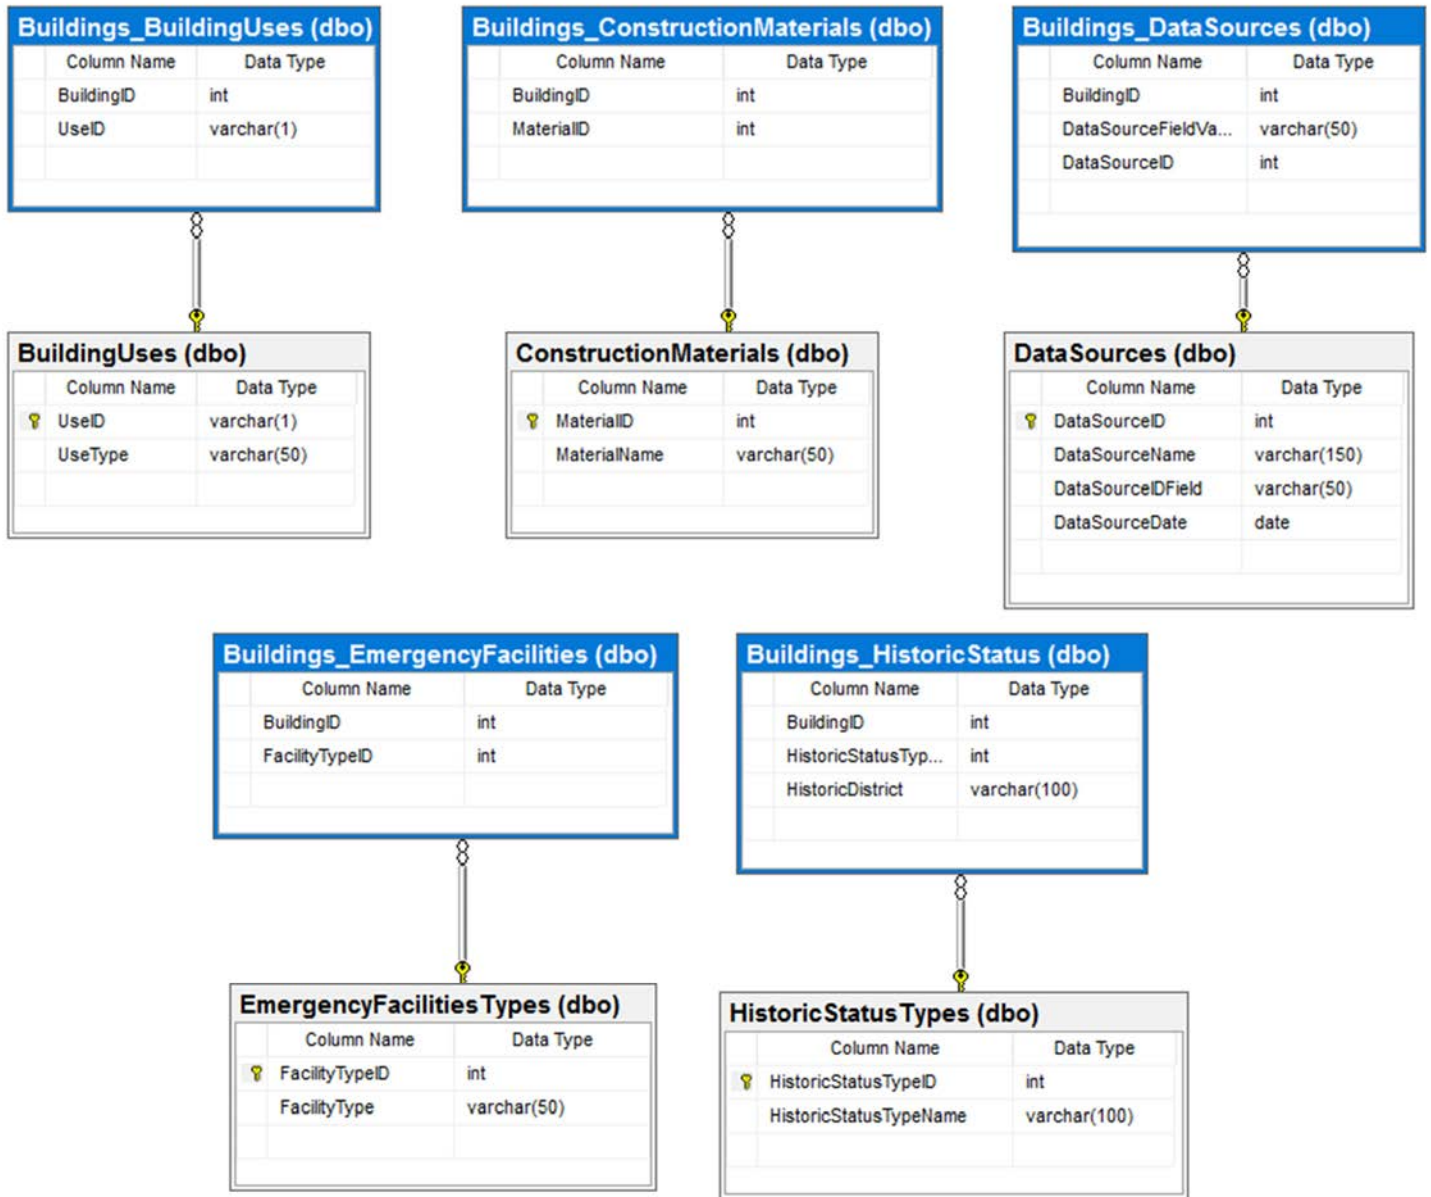 Buildings_BuildingUses (dbo)
Column Name Data Type
BuildingID int
UseID varchar(1)
Buildings_ConstructionMaterials (dbo)
Column Name Data Type
BuildingID int
MaterialID int
Buildings_DataSources (dbo)
Column Name Data Type
BuildingID int
DataSourceFieldVa... varchar(50)
DataSourceID int
BuildingUses (dbo)
Column Name Data Type
UseID varchar(1)
UseType varchar(50)
ConstructionMaterials (dbo)
Column Name Data Type
MaterialID int
MaterialName varchar(50)
DataSources (dbo)
Column Name Data Type
DataSourceID int
DataSourceName varchar(150)
DataSourceIDField varchar(50)
DataSourceDate date
Buildings_EmergencyFacilities (dbo)
Column Name Data Type
BuildingID int
FacilityTypeID int
Buildings_HistoricStatus (dbo)
Column Name Data Type
BuildingID int
HistoricStatusTyp... int
HistoricDistrict varchar(100)
EmergencyFacilitiesTypes (dbo)
Column Name Data Type
FacilityTypeID int
FacilityType varchar(50)
HistoricStatusTypes (dbo)
Column Name Data Type
HistoricStatusTypeID int
HistoricStatusTypeName varchar(100)